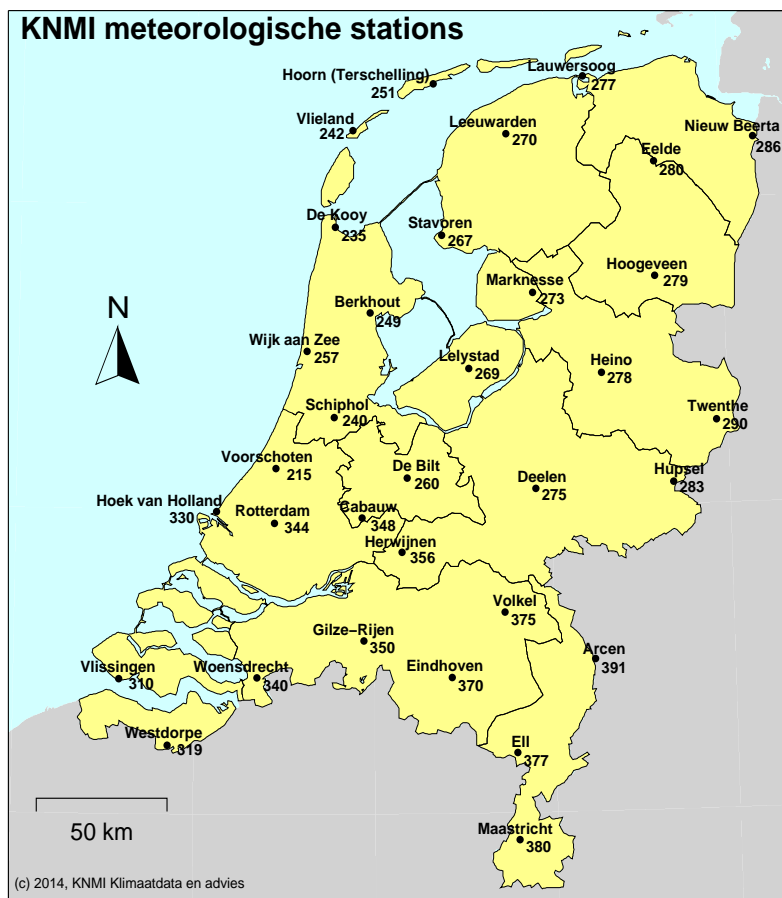 KNMI meteorologische stations
Lauwersoog
277
Hoorn (Terschelling)
251
Vlieland
242
Leeuwarden
270
Nieuw Beerta
286
Eelde
280
De Kooy
235
Stavoren
267
Hoogeveen
279
Marknesse
273
Berkhout
249
N
Wijk aan Zee
257
Lelystad
269
Heino
278
Schiphol
240
Twenthe
290
Voorschoten
215
De Bilt
260
Deelen
275
Hupsel
283
Hoek van Holland
330
Rotterdam
344
Cabauw
348
Herwijnen
356
Volkel
375
Gilze–Rijen
350
Arcen
391
Vlissingen
310
Woensdrecht
340
Eindhoven
370
Westdorpe
319
Ell
377
50 km
Maastricht
380
(c) 2014, KNMI Klimaatdata en advies